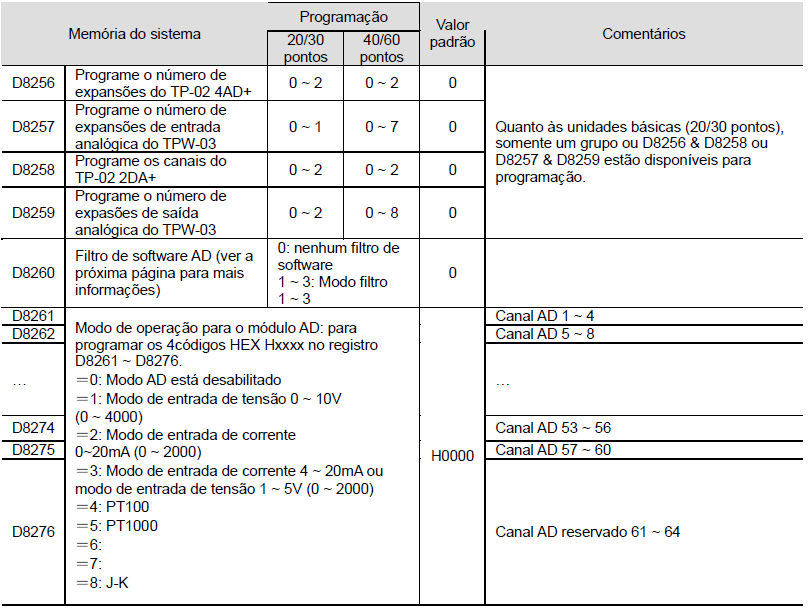 Memória do sistema
Programação
Valor padrão
Comentários
20/30 pontos
40/60 pontos
D8256
Programe o número de
expansões do TP-02 4AD+
0 ~ 2
0 ~ 2
0
Quanto às unidades básicas (20/30 pontos),
somente um grupo ou D8256 & D8258 ou
D8257 & D8259 estão disponíveis para
programação.
D8257
Programe o número de
expansões de entrada
analógica do TPW-03
0 ~ 1
0 ~ 7
0
D8258
Programe os canais do
TP-02 2DA+
0 ~ 2
0 ~ 2
0
D8259
Programe o número de
expasões de saída
analógica do TPW-03
0 ~ 2
0 ~ 8
0
D8260
Filtro de software AD (ver a
próxima página para mais
informações)
0: nenhum filtro de
software
1 ~ 3: Modo filtro
1 ~ 3
0
D8261
Modo de operação para o módulo AD: para
programar os 4códigos HEX Hxxxx no registro
D8261 ~ D8276.
=0: Modo AD está desabilitado
=1: Modo de entrada de tensão 0 ~ 10V
(0 ~ 4000)
=2: Modo de entrada de corrente
0~20mA (0 ~ 2000)
=3: Modo de entrada de corrente 4 ~ 20mA ou
modo de entrada de tensão 1 ~ 5V (0 ~ 2000)
=4: PT100
=5: PT1000
=6:
=7:
=8: J-K
H0000
Canal AD 1 ~ 4
D8262
Canal AD 5 ~ 8
…
…
D8274
Canal AD 53 ~ 56
D8275
Canal AD 57 ~ 60
D8276
Canal AD reservado 61 ~ 64